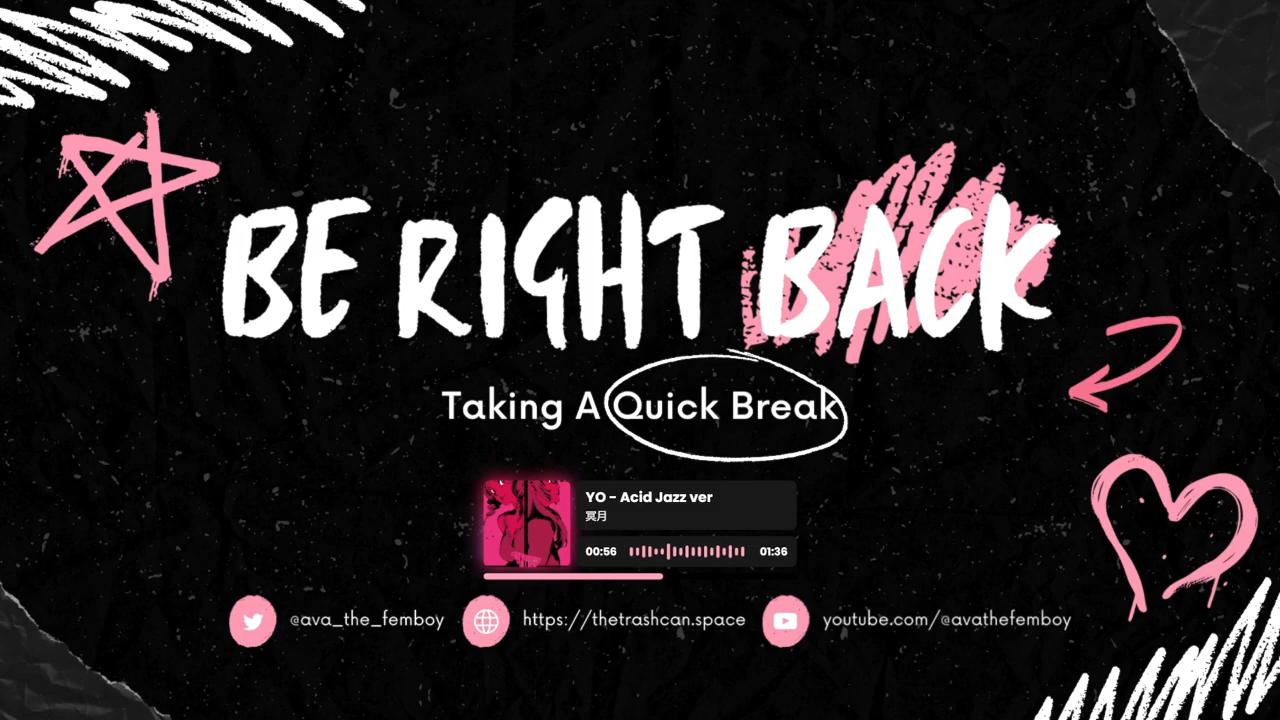 BE RIGHT BACK
Taking A Quick Break
YO - Acid Jazz ver
冥月
00:56 01:36
@ava_the_femboy https://thetrashcan.space youtube.com/@avathefemboy